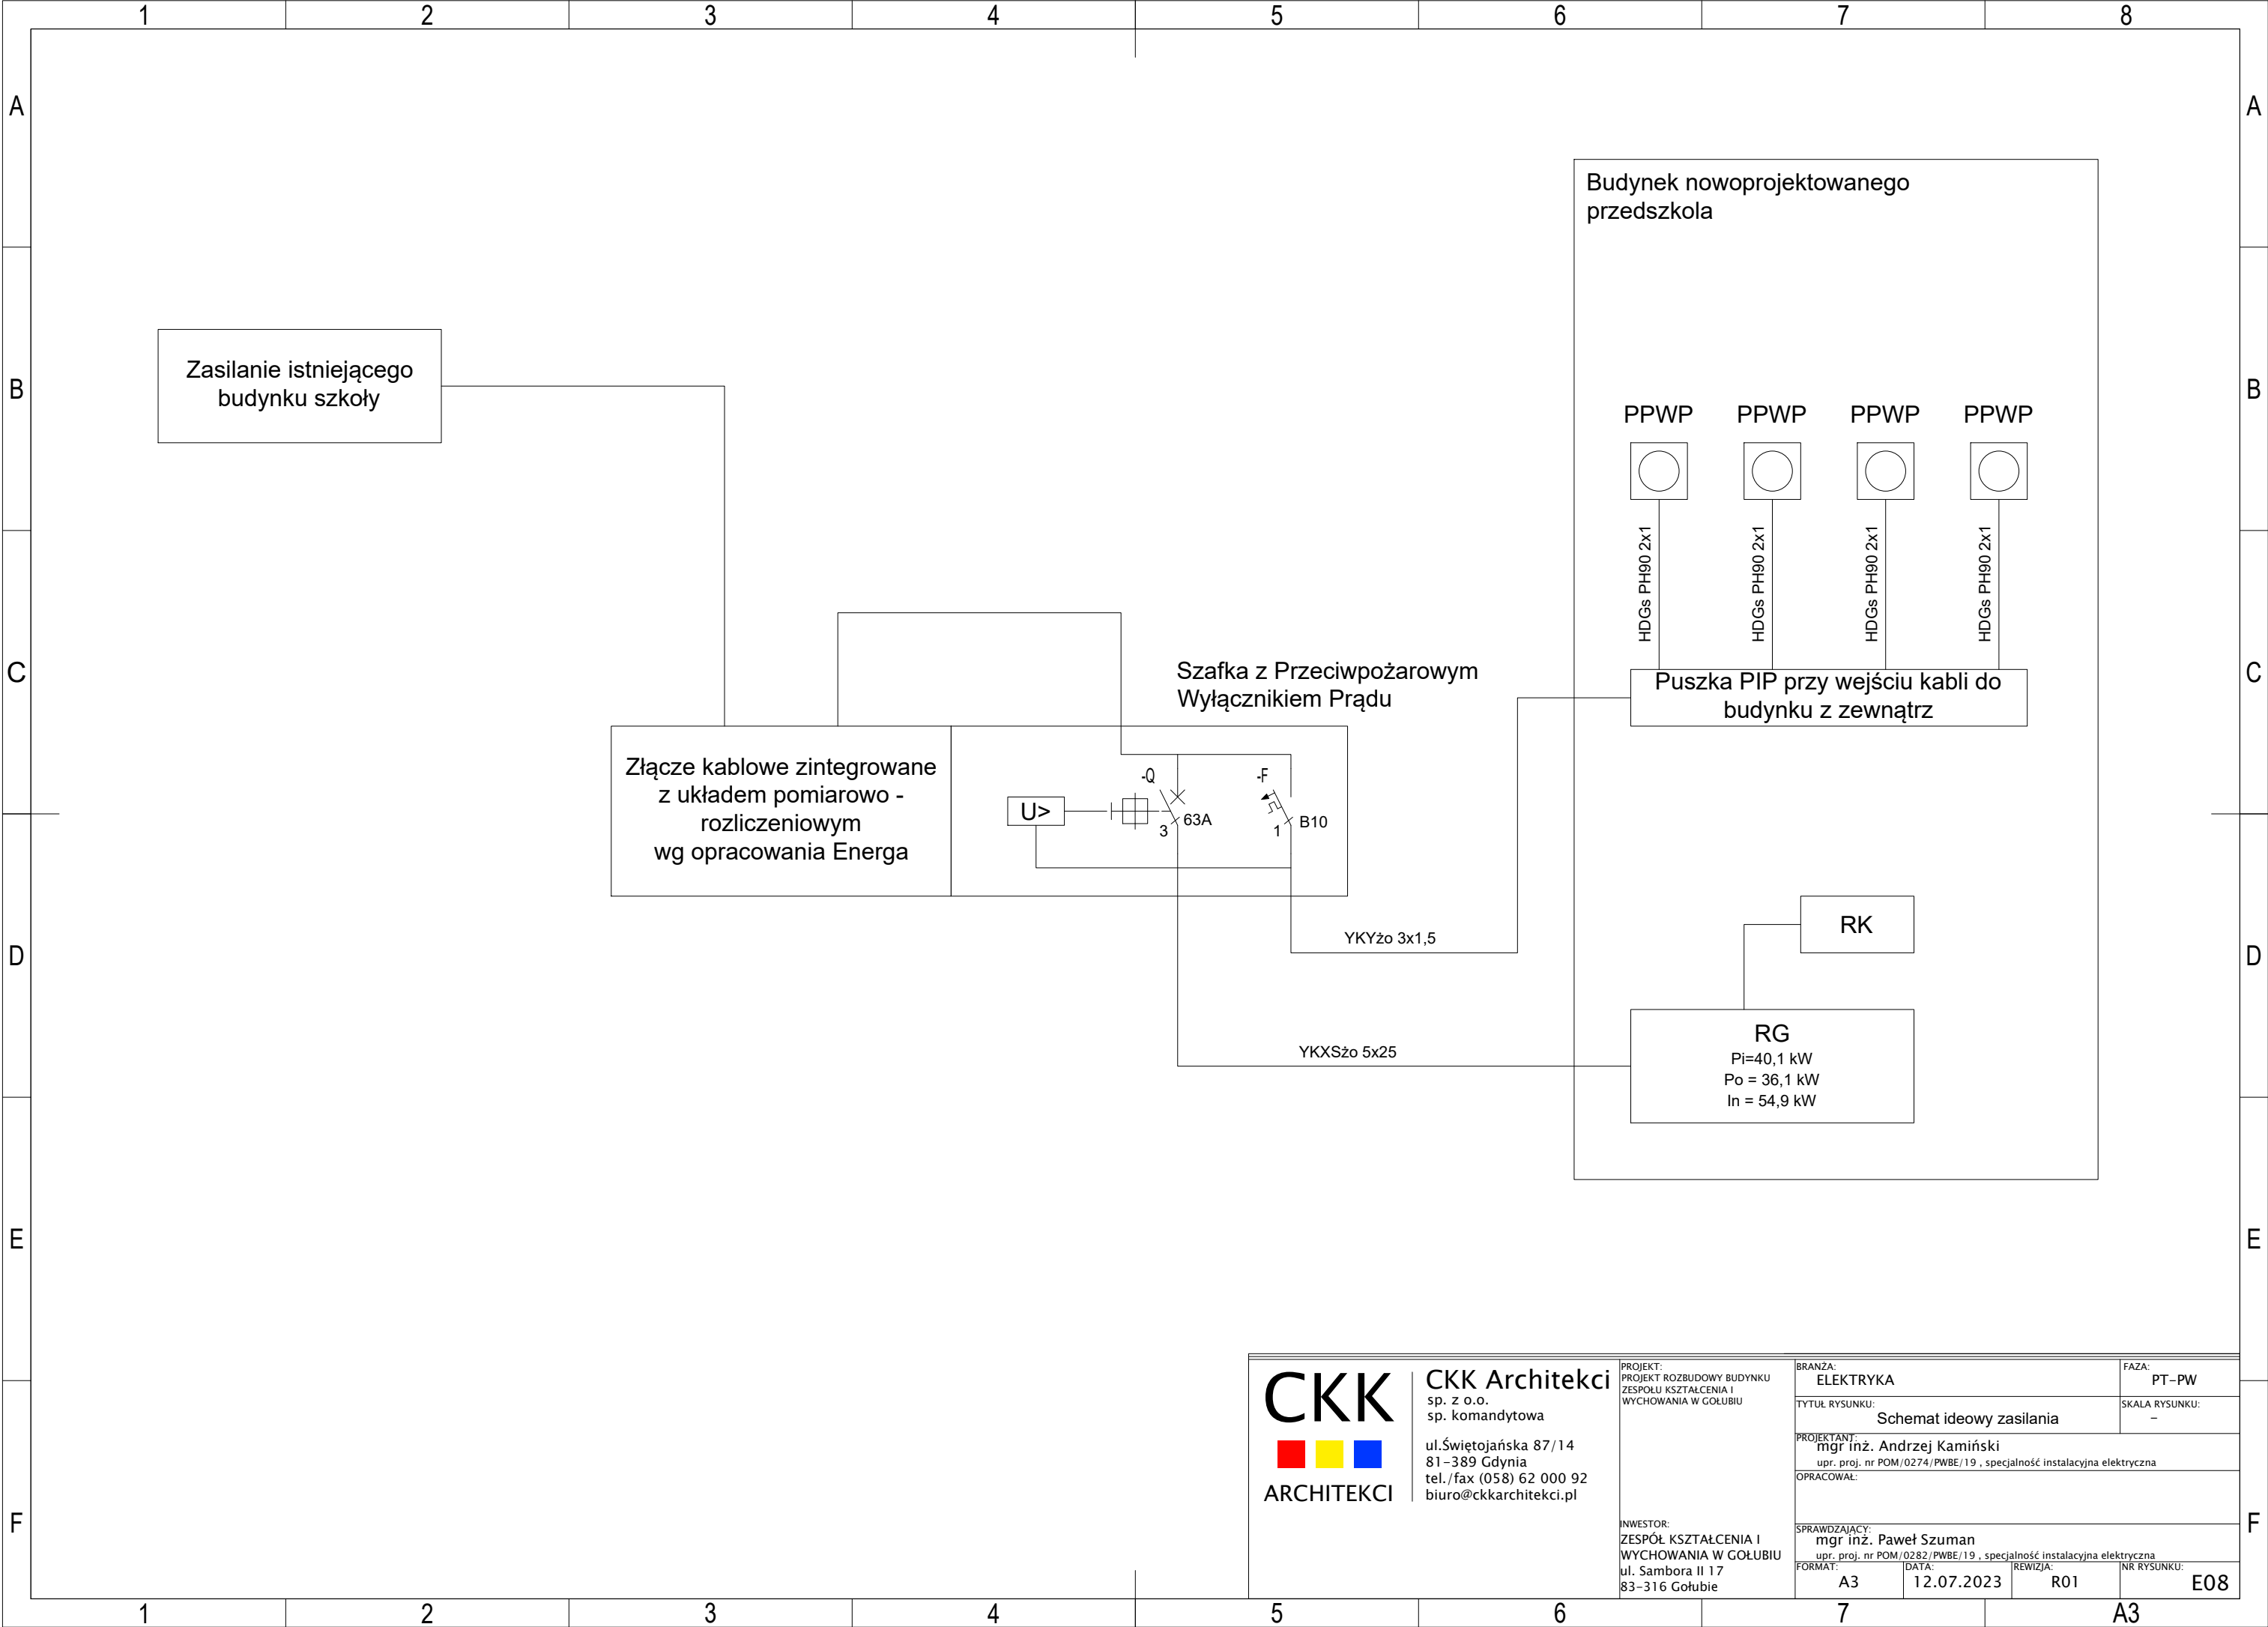 1 2 3 4 5 6 7 8
A A
B B
C C
D D
E E
F F
Budynek nowoprojektowanego
przedszkola
Zasilanie istniejącego
budynku szkoły
PPWP PPWP PPWP PPWP
HDGs PH90 2x1
HDGs PH90 2x1
HDGs PH90 2x1
HDGs PH90 2x1
Puszka PIP przy wejściu kabli do
budynku z zewnątrz
Szafka z Przeciwpożarowym
Wyłącznikiem Prądu
Złącze kablowe zintegrowane
z układem pomiarowo -
rozliczeniowym
wg opracowania Energa
U>
-Q
3
63A
-F
1
B10
YKYżo 3x1,5
YKXSżo 5x25
RK
RG
Pi=40,1 kW
Po = 36,1 kW
In = 54,9 kW
CKK
ARCHITEKCI
CKK Architekci
sp. z o.o.
sp. komandytowa
ul.Świętojańska 87/14
81-389 Gdynia
tel./fax (058) 62 000 92
biuro@ckkarchitekci.pl
PROJEKT:
PROJEKT ROZBUDOWY BUDYNKU
ZESPOŁU KSZTAŁCENIA I
WYCHOWANIA W GOŁUBIU
INWESTOR:
ZESPÓŁ KSZTAŁCENIA I
WYCHOWANIA W GOŁUBIU
ul. Sambora II 17
83-316 Gołubie
BRANŻA:
ELEKTRYKA
FAZA:
PT-PW
TYTUŁ RYSUNKU:
Schemat ideowy zasilania
SKALA RYSUNKU:
-
PROJEKTANT:
mgr inż. Andrzej Kamiński
upr. proj. nr POM/0274/PWBE/19 , specjalność instalacyjna elektryczna
OPRACOWAŁ:
SPRAWDZAJĄCY:
mgr inż. Paweł Szuman
upr. proj. nr POM/0282/PWBE/19 , specjalność instalacyjna elektryczna
FORMAT:
A3
DATA:
12.07.2023
REWIZJA:
R01
NR RYSUNKU:
E08
1 2 3 4 5 6 7 A3